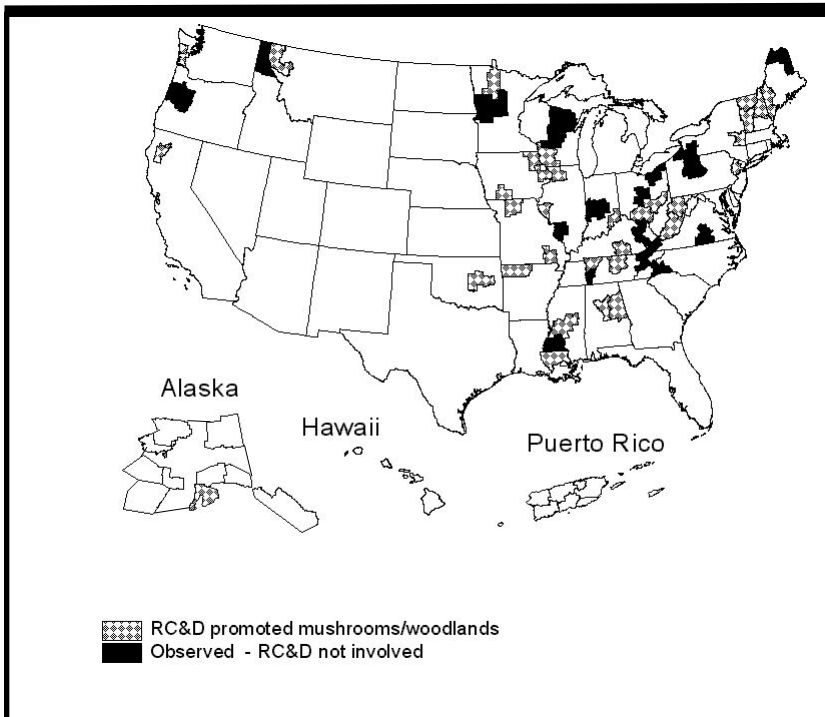 Alaska
Hawaii
Puerto Rico
RC&D promoted mushrooms/woodlands
Observed - RC&D not involved